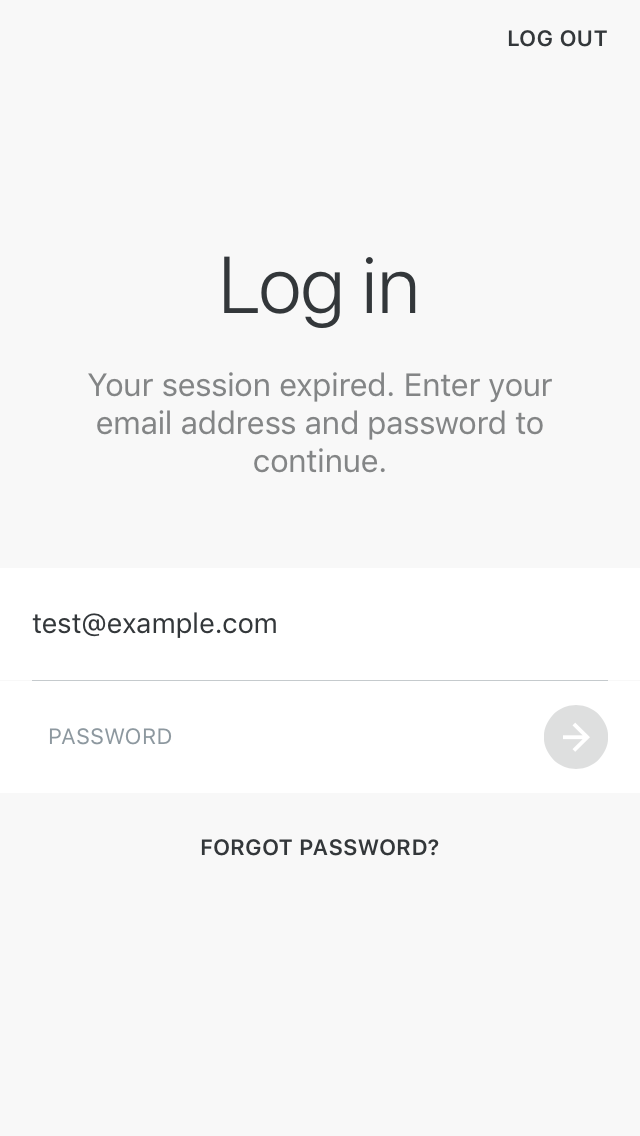 LOG OUT
Log in
Your session expired. Enter your
email address and password to
continue.
test@example.com
PASSWORD
FORGOT PASSWORD?